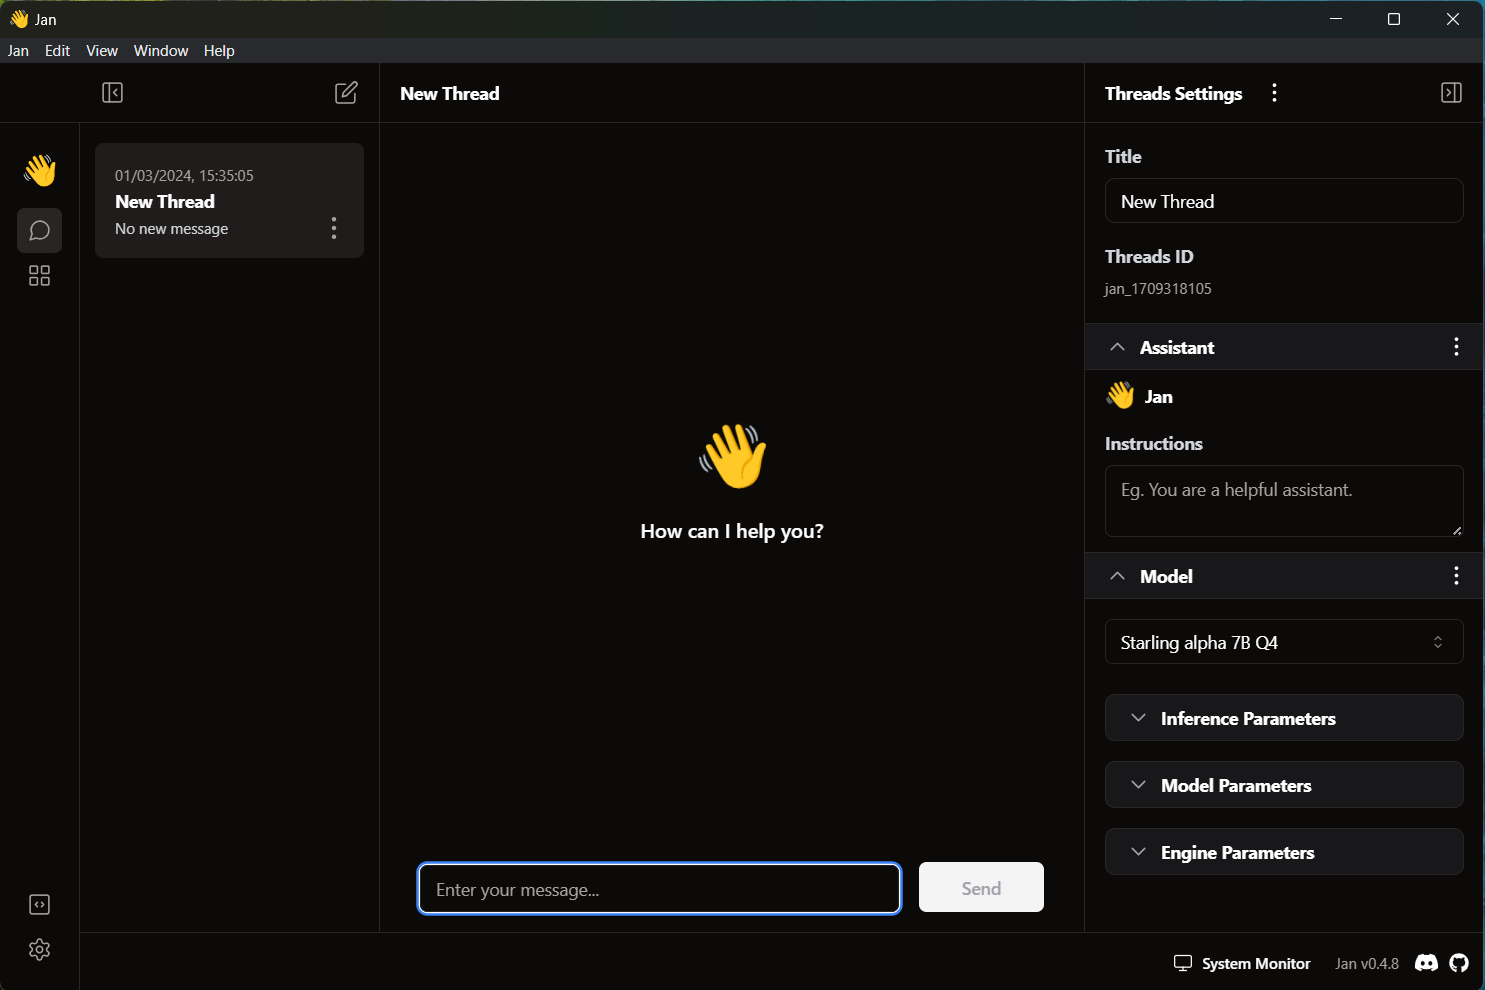 Jan
Jan Edit View Window Help
New Thread
Threads Settings
01/03/2024, 15:35:05
New Thread
No new message
How can I help you?
Enter your message...
Send
Title
New Thread
Threads ID
jan_1709318105
Assistant
Jan
Instructions
Eg. You are a helpful assistant.
Model
Starling alpha 7B Q4
Inference Parameters
Model Parameters
Engine Parameters
System Monitor
Jan v0.4.8